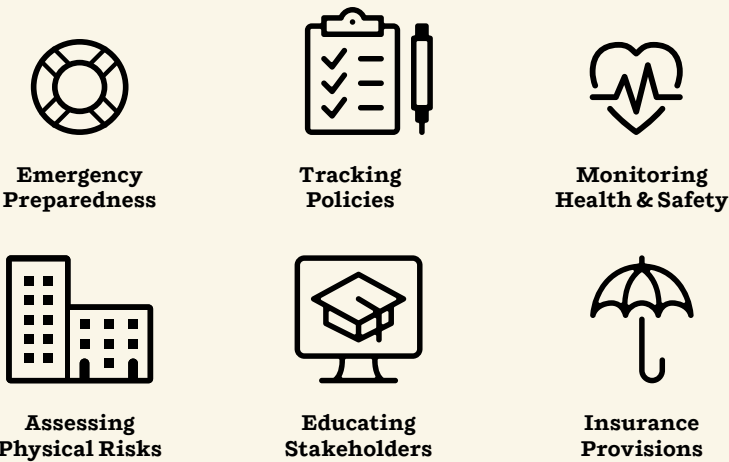 Emergency
Preparedness
Tracking
Policies
Monitoring
Health & Safety
Assessing
Physical Risks
Educating
Stakeholders
Insurance
Provisions